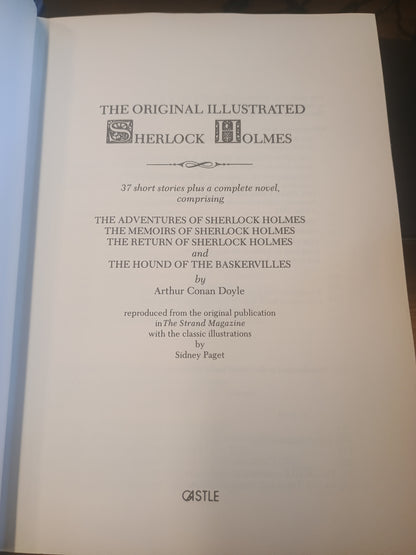 THE ORIGINAL ILLUSTRATED
SHERLOCK HOLMES
37 short stories plus a complete novel,
comprising
THE ADVENTURES OF SHERLOCK HOLMES
THE MEMOIRS OF SHERLOCK HOLMES
THE RETURN OF SHERLOCK HOLMES
and
THE HOUND OF THE BASKERVILLES
by
Arthur Conan Doyle
reproduced from the original publication
in The Strand Magazine
with the classic illustrations
by
Sidney Paget
CASTLE